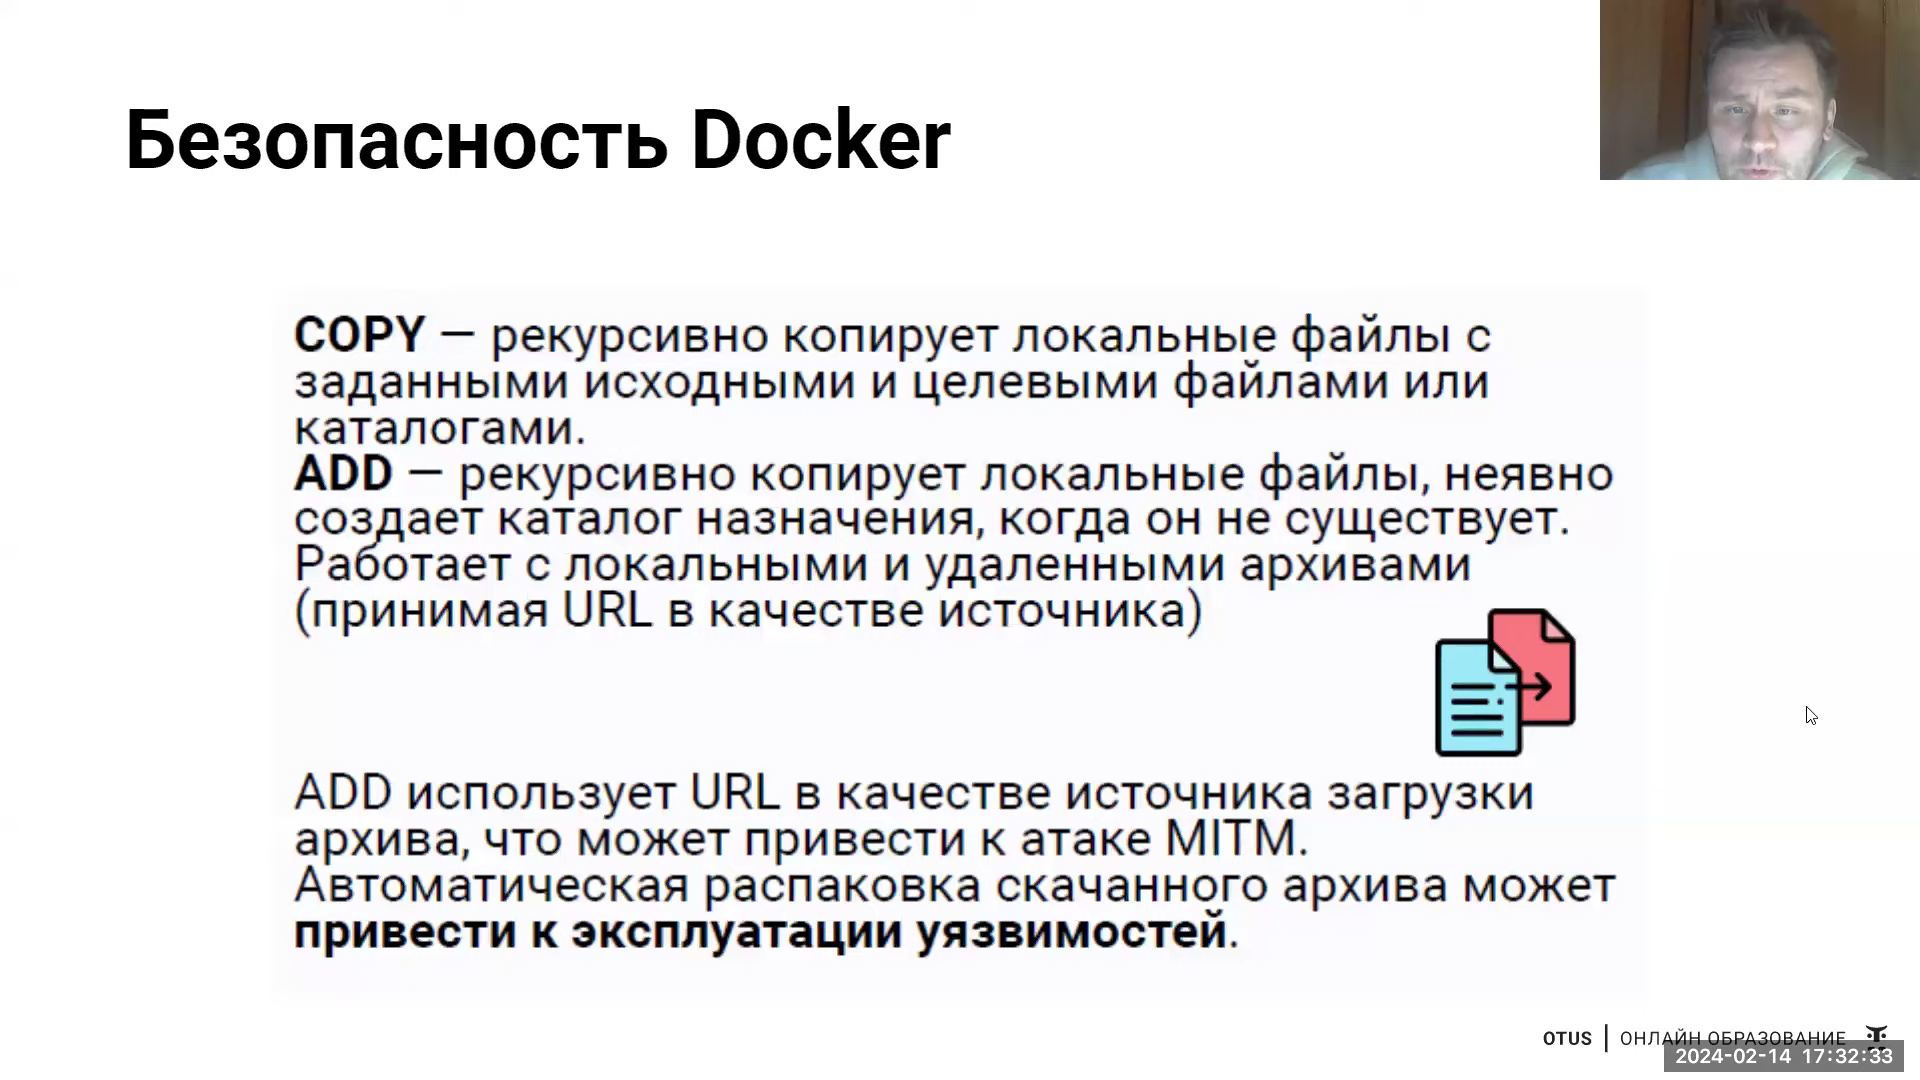 Безопасность Docker
COPY — рекурсивно копирует локальные файлы с
заданными исходными и целевыми файлами или
каталогами.
ADD — рекурсивно копирует локальные файлы, неявно
создает каталог назначения, когда он не существует.
Работает с локальными и удаленными архивами
(принимая URL в качестве источника)
ADD использует URL в качестве источника загрузки
архива, что может привести к атаке MITM.
Автоматическая распаковка скачанного архива может
привести к эксплуатации уязвимостей.
OTUS | ОНЛАЙН ОБРАЗОВАНИЕ
2024-02-14 17:32:33